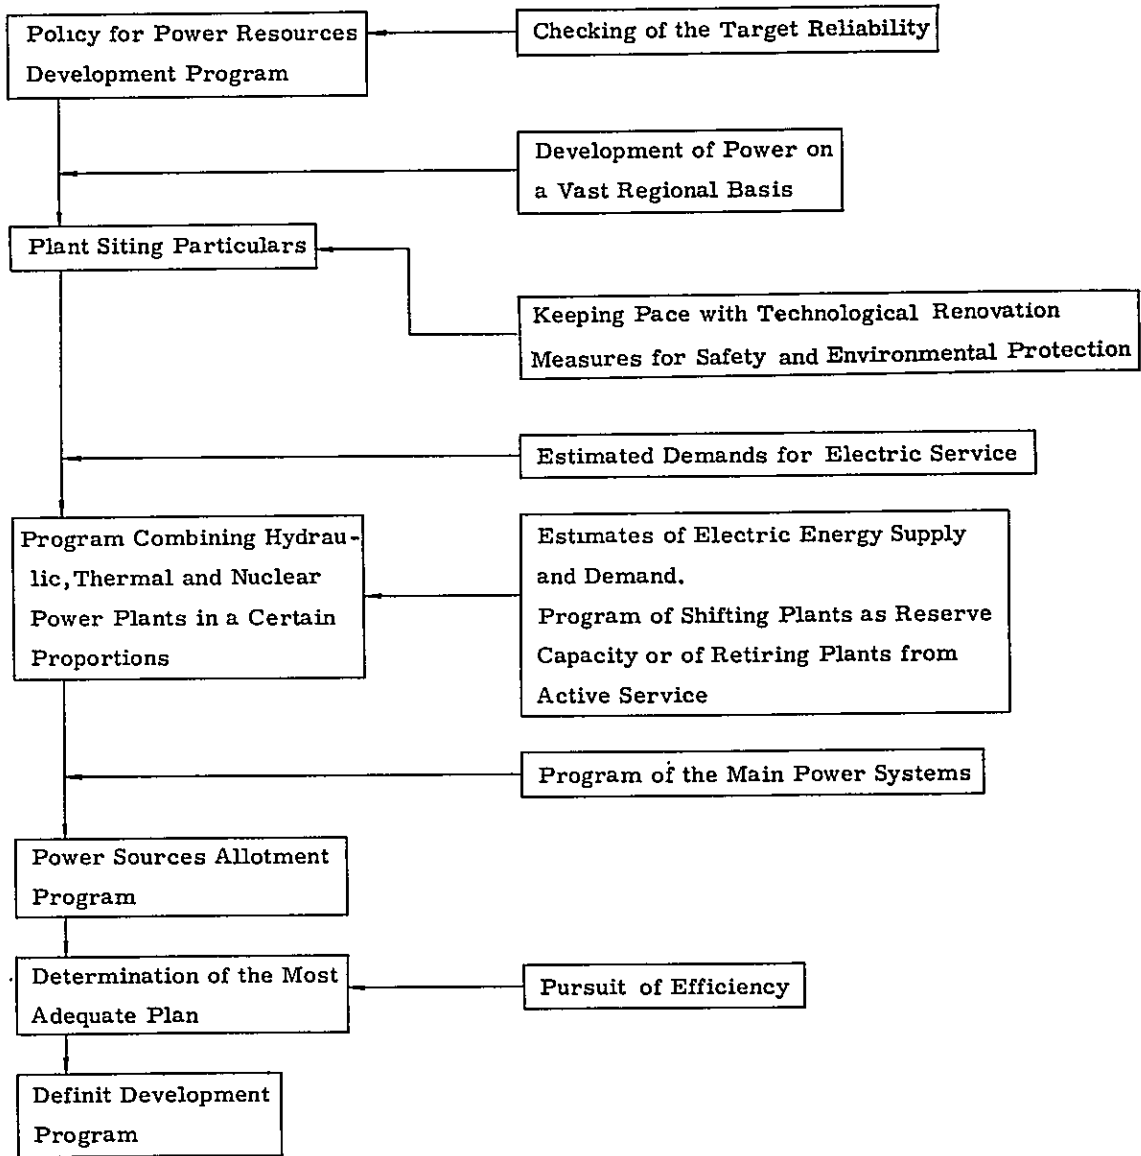 Policy for Power Resources
Development Program
Checking of the Target Reliability
Development of Power on
a Vast Regional Basis
Plant Siting Particulars
Keeping Pace with Technological Renovation
Measures for Safety and Environmental Protection
Estimated Demands for Electric Service
Program Combining Hydrau-
lic, Thermal and Nuclear
Power Plants in a Certain
Proportions
Estimates of Electric Energy Supply
and Demand.
Program of Shifting Plants as Reserve
Capacity or of Retiring Plants from
Active Service
Program of the Main Power Systems
Power Sources Allotment
Program
Determination of the Most
Adequate Plan
Pursuit of Efficiency
Definit Development
Program